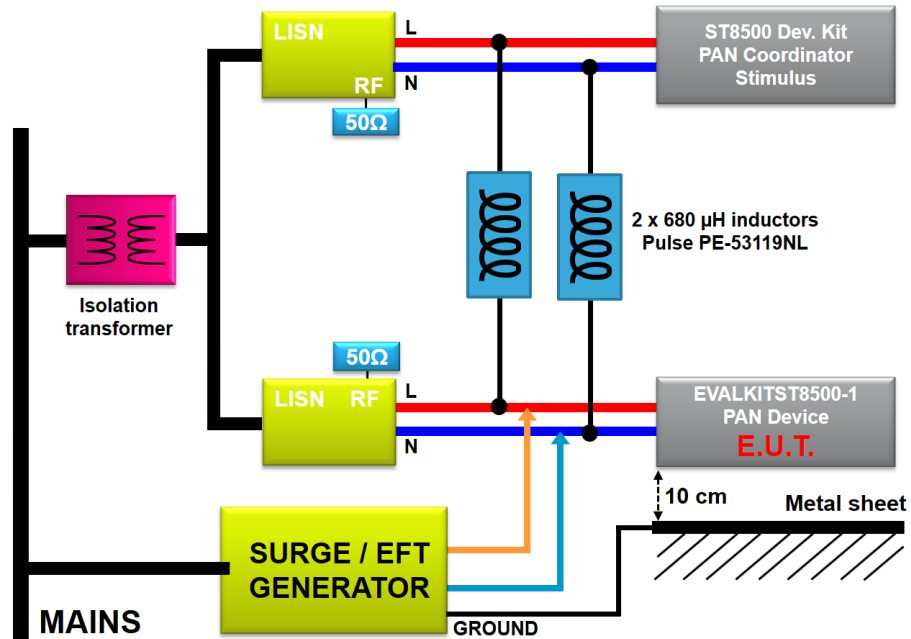 LISN
RF
50Ω
L
N
ST8500 Dev. Kit
PAN Coordinator
Stimulus
2 x 680 µH inductors
Pulse PE-53119NL
Isolation
transformer
50Ω
LISN RF
L
N
EVALKITST8500-1
PAN Device
E.U.T.
10 cm
Metal sheet
SURGE / EFT
GENERATOR
GROUND
MAINS